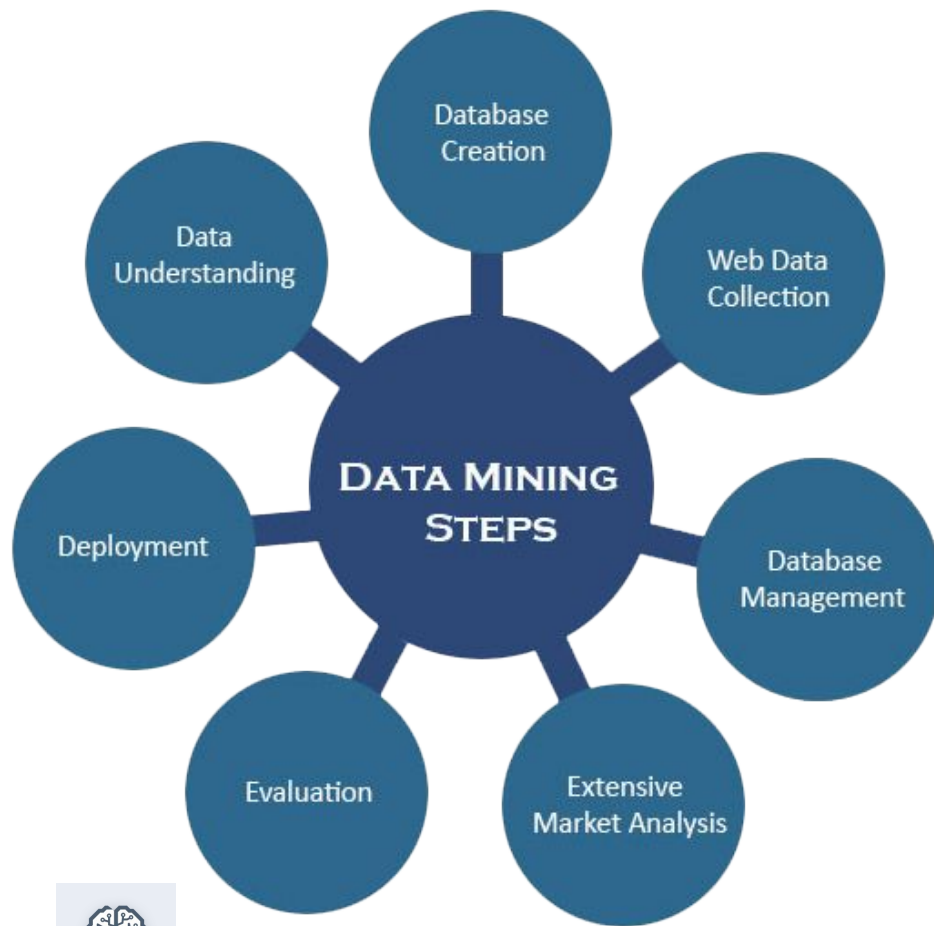 DATA MINING
STEPS
Database
Creation
Web Data
Collection
Database
Management
Extensive
Market Analysis
Evaluation
Deployment
Data
Understanding